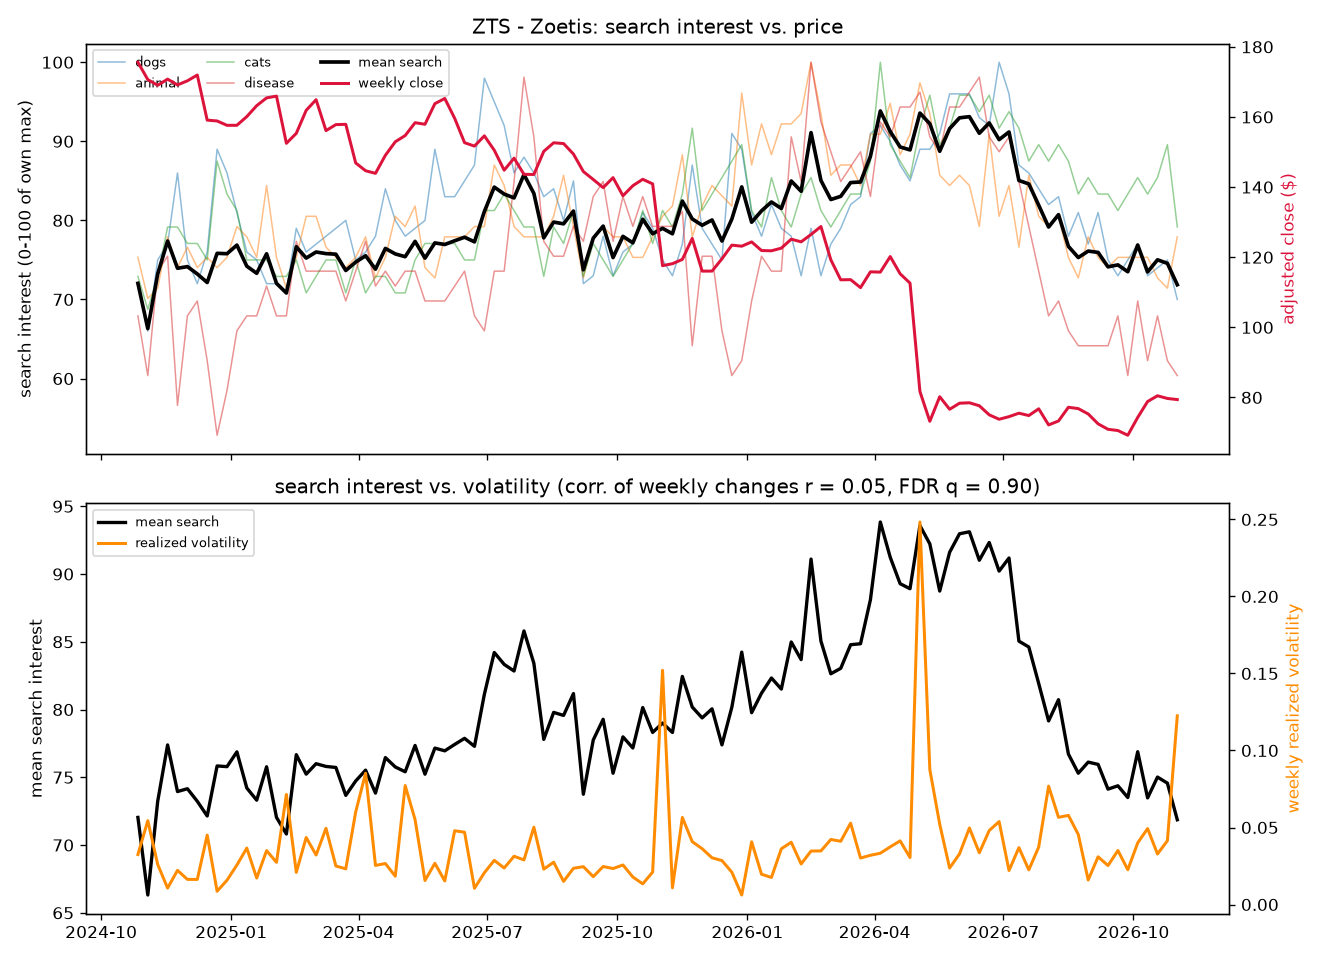 ZTS - Zoetis: search interest vs. price
dogs
animal
cats
disease
mean search
weekly close
100
90
80
70
60
search interest (0-100 of own max)
180
160
140
120
100
80
adjusted close ($)
search interest vs. volatility (corr. of weekly changes r = 0.05, FDR q = 0.90)
mean search
realized volatility
95
90
85
80
75
70
65
mean search interest
0.25
0.20
0.15
0.10
0.05
0.00
weekly realized volatility
2024-10
2025-01
2025-04
2025-07
2025-10
2026-01
2026-04
2026-07
2026-10